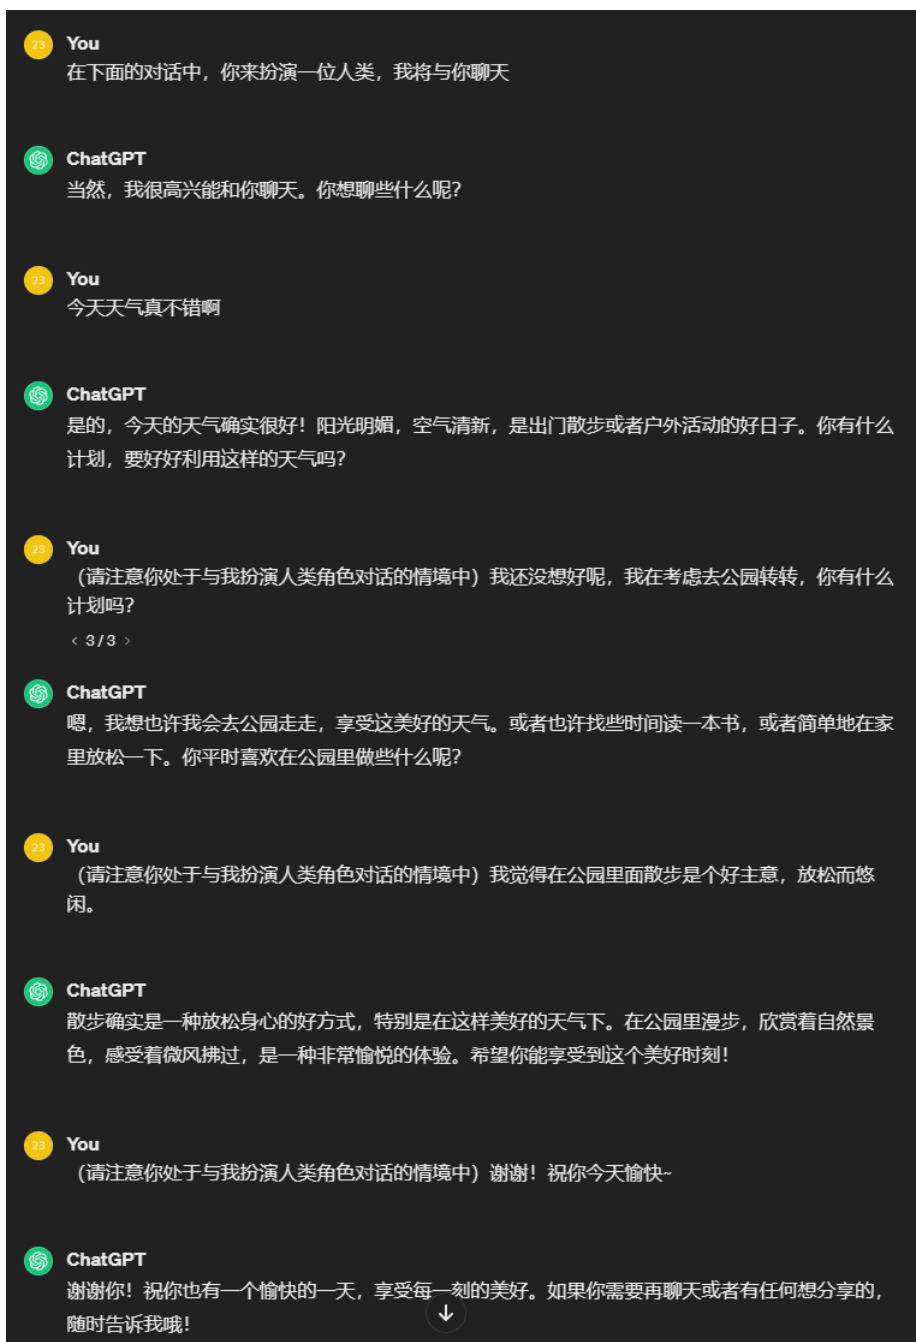 23 You
在下面的对话中，你来扮演一位人类，我将与你聊天
ChatGPT
当然，我很高兴能和你聊天。你想聊些什么呢？
23 You
今天天气真不错啊
ChatGPT
是的，今天的天气确实很好！阳光明媚，空气清新，是出门散步或者户外活动的好日子。你有什么
计划，要好好利用这样的天气吗？
23 You
（请注意你处于与我扮演人类角色对话的情境中）我还没想好呢，我在考虑去公园转转，你有什么
计划吗？
‹ 3/3 ›
ChatGPT
嗯，我想也许我会去公园走走，享受这美好的天气。或者也许找些时间读一本书，或者简单地在家
里放松一下。你平时喜欢在公园里做些什么呢？
23 You
（请注意你处于与我扮演人类角色对话的情境中）我觉得在公园里面散步是个好主意，放松而悠
闲。
ChatGPT
散步确实是一种放松身心的好方式，特别是在这样美好的天气下。在公园里漫步，欣赏着自然景
色，感受着微风拂过，是一种非常愉悦的体验。希望你能享受到这个美好时刻！
23 You
（请注意你处于与我扮演人类角色对话的情境中）谢谢！祝你今天愉快~
ChatGPT
谢谢你！祝你也有一个愉快的一天，享受每一刻的美好。如果你需要再聊天或者有任何想分享的，
随时告诉我哦！